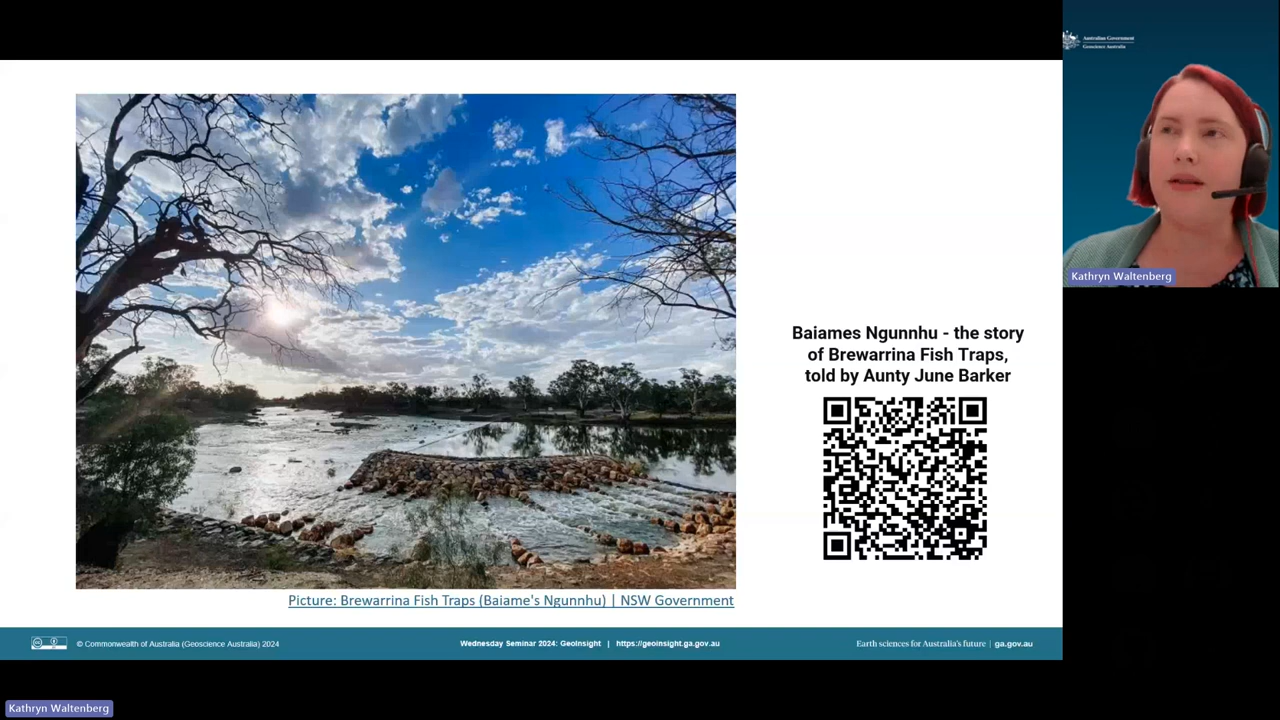 Australian Government
Geoscience Australia
Kathryn Waltenberg
Baiames Ngunnhu - the story
of Brewarrina Fish Traps,
told by Aunty June Barker
Picture: Brewarrina Fish Traps (Baiame's Ngunnhu) | NSW Government
© Commonwealth of Australia (Geoscience Australia) 2024
Wednesday Seminar 2024: GeoInsight | https://geoinsight.ga.gov.au
Earth sciences for Australia's future | ga.gov.au
Kathryn Waltenberg